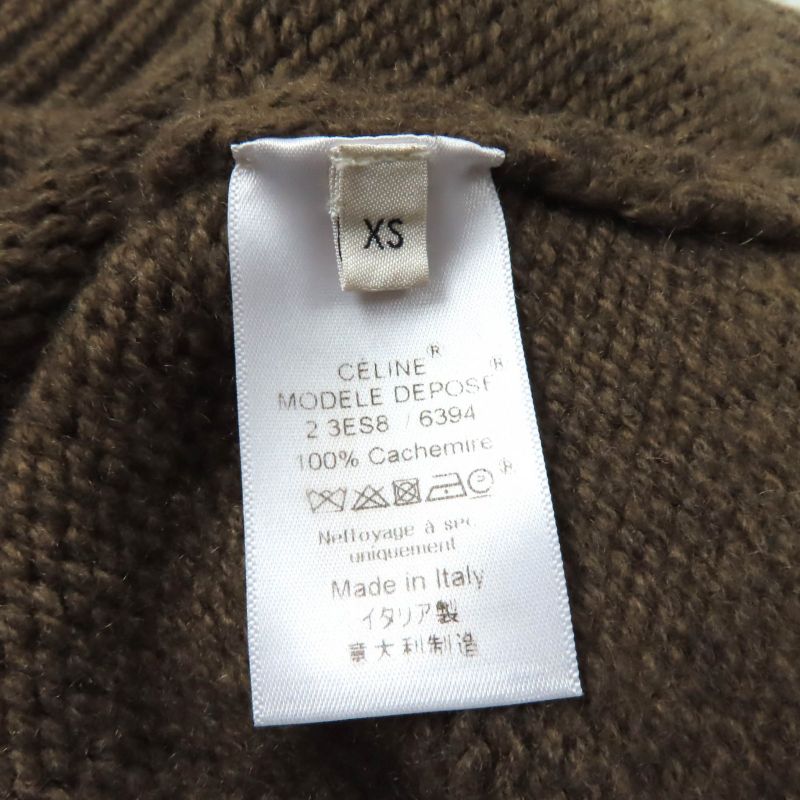 XS
CÉLINE®
MODELE DEPOSE®
2 3ES8 / 6394
100% Cachemire
P®
Nettoyage à sec
uniquement
Made in Italy
イタリア製
意大利制造